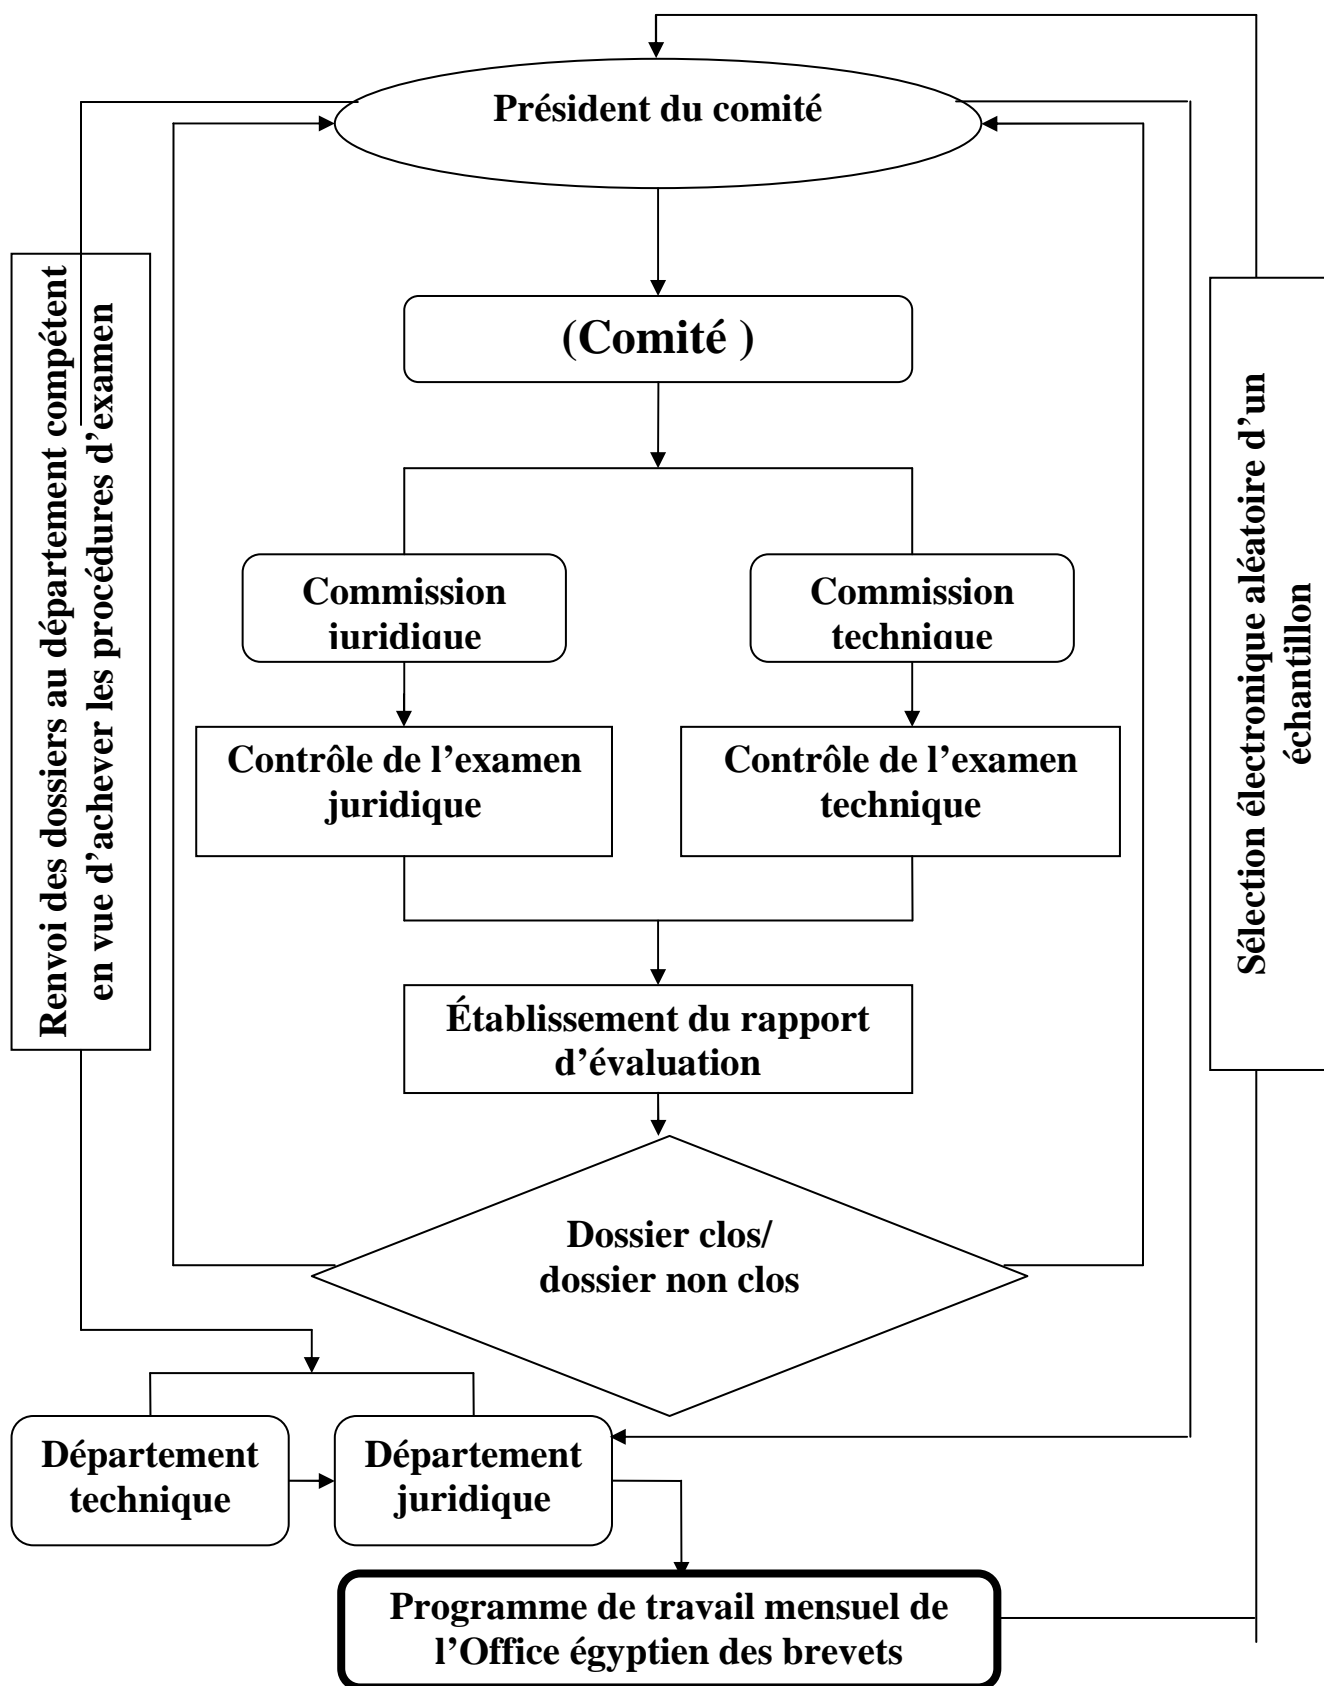 Président du comité
(Comité )
Commission
juridique
Commission
technique
Contrôle de l’examen
juridique
Contrôle de l’examen
technique
Établissement du rapport
d’évaluation
Dossier clos/
dossier non clos
Renvoi des dossiers au département compétent
en vue d’achever les procédures d’examen
Sélection électronique aléatoire d’un
échantillon
Département
technique
Département
juridique
Programme de travail mensuel de
l’Office égyptien des brevets